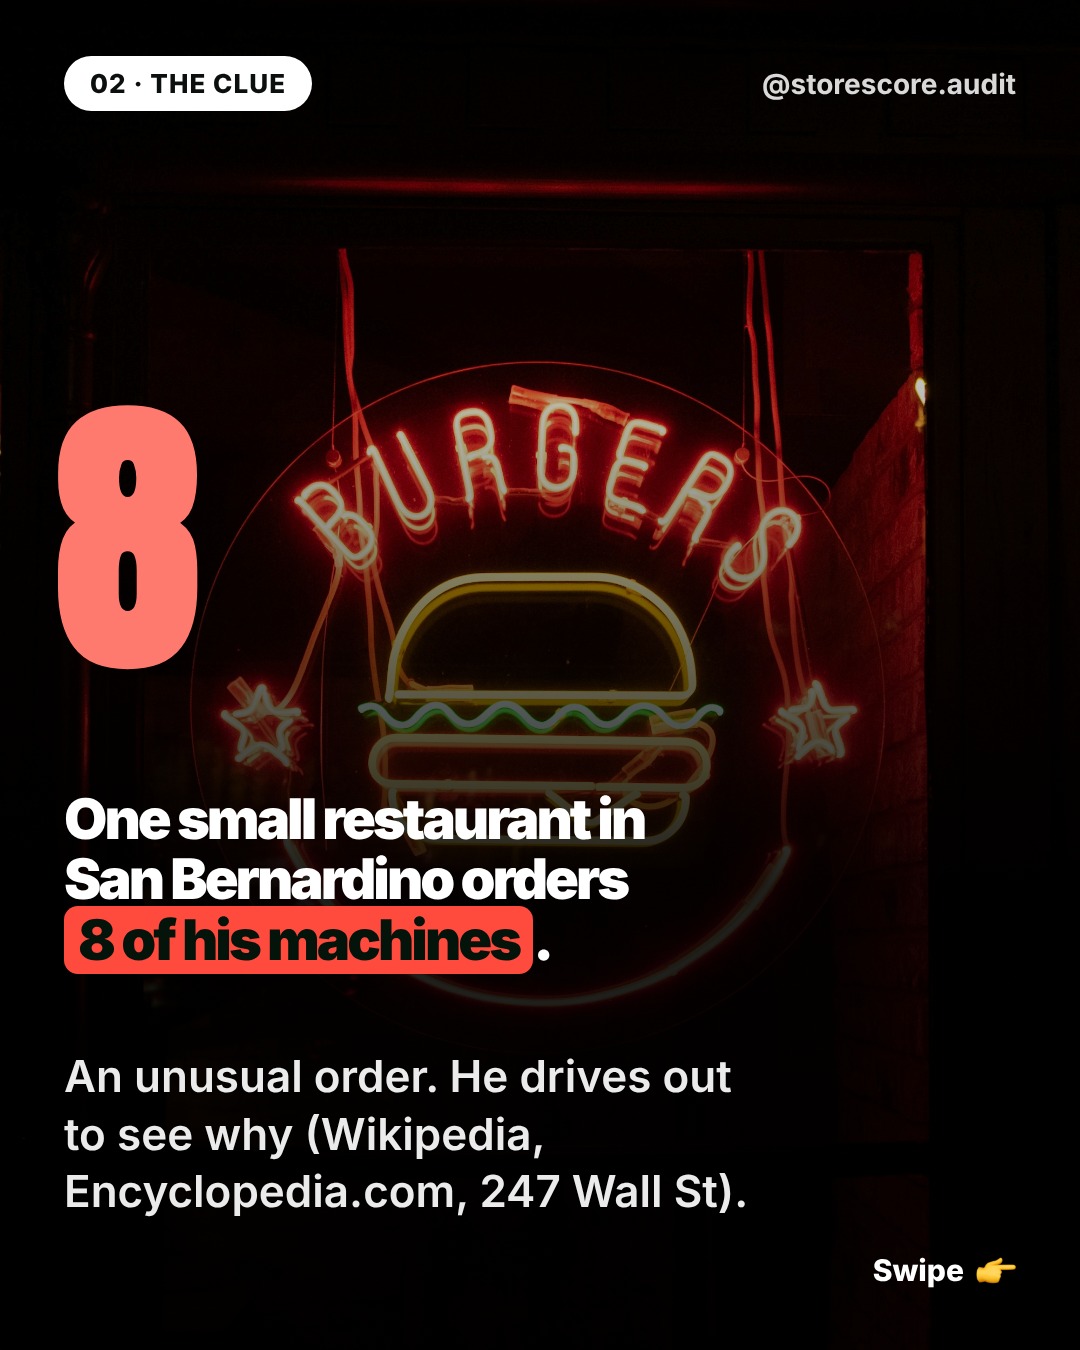 02 · THE CLUE
@storescore.audit
BURGERS
8
One small restaurant in
San Bernardino orders
8 of his machines.
An unusual order. He drives out
to see why (Wikipedia,
Encyclopedia.com, 247 Wall St).
Swipe 👉